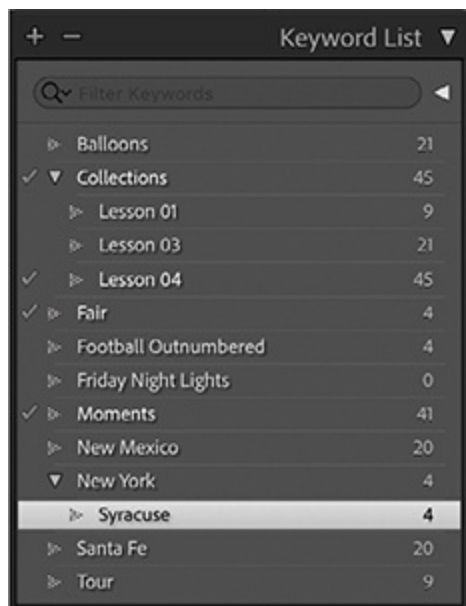 Keyword List
Filter Keywords
Balloons 21
Collections 45
Lesson 01 9
Lesson 03 21
Lesson 04 45
Fair 4
Football Outnumbered 4
Friday Night Lights 0
Moments 41
New Mexico 20
New York 4
Syracuse 4
Santa Fe 20
Tour 9